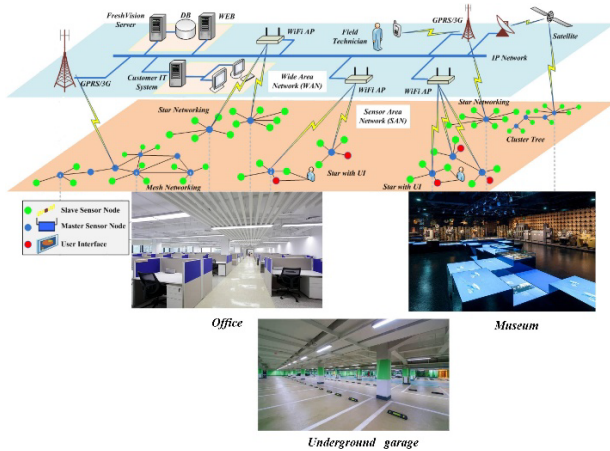 FreshVision
Server
DB
WEB
WiFi AP
Field
Technician
GPRS/3G
Satellite
IP Network
GPRS/3G
Customer IT
System
Wide Area
Network (WAN)
WiFi AP
WiFi AP
Star Networking
Sensor Area
Network (SAN)
Star Networking
Cluster Tree
Mesh Networking
Star with UI
Star with UI
Slave Sensor Node
Master Sensor Node
User Interface
Office
Museum
Underground garage